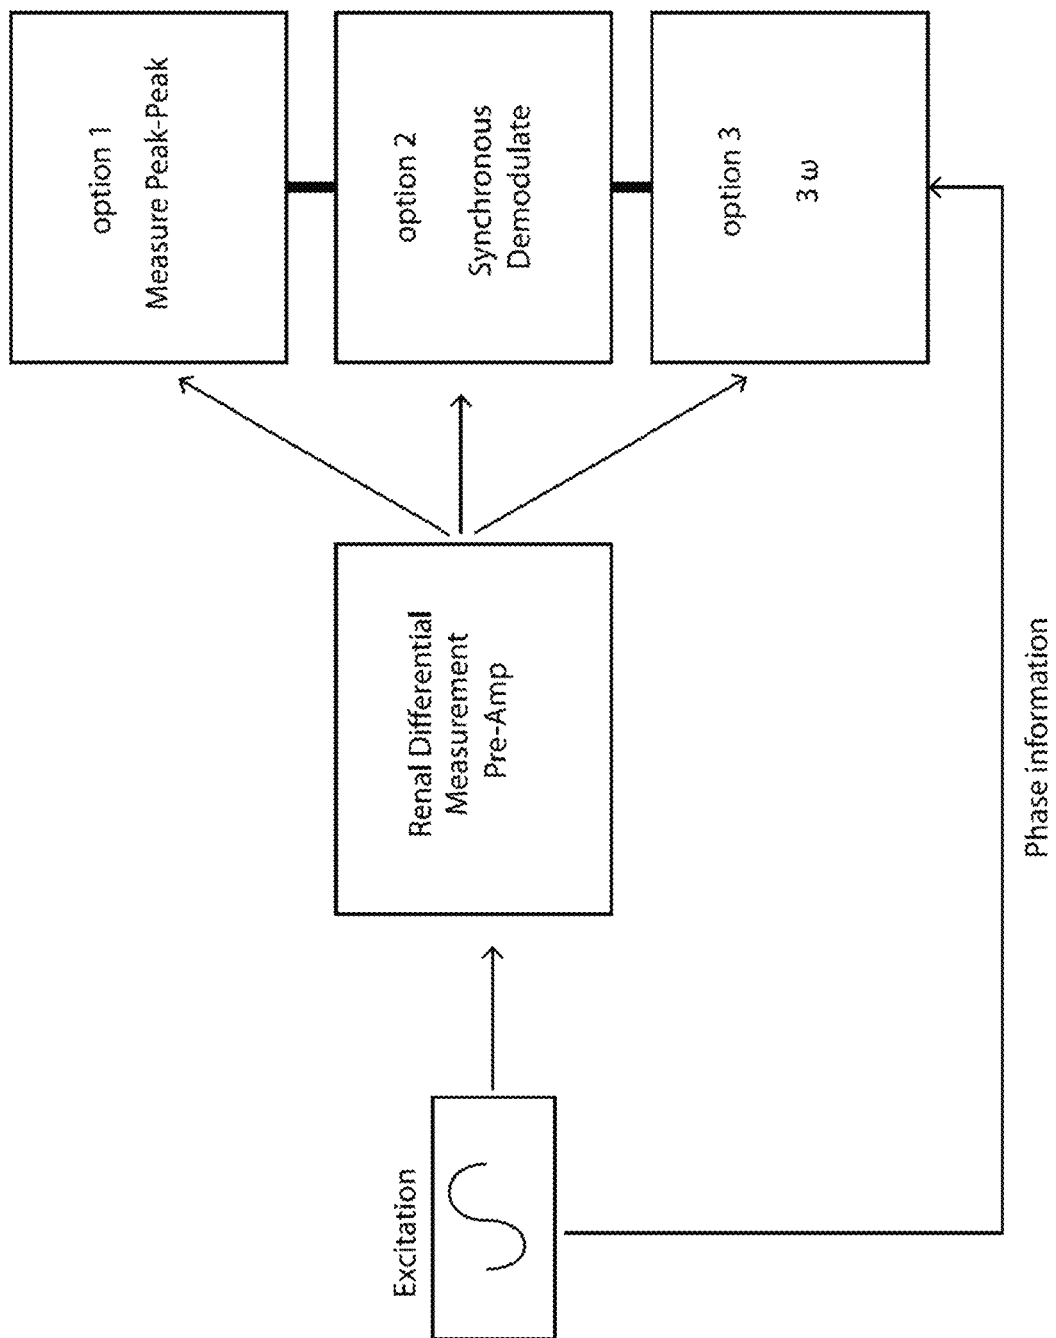 Excitation
Renal Differential
Measurement
Pre-Amp
option 1
Measure Peak-Peak
option 2
Synchronous
Demodulate
option 3
3 ω
Phase information